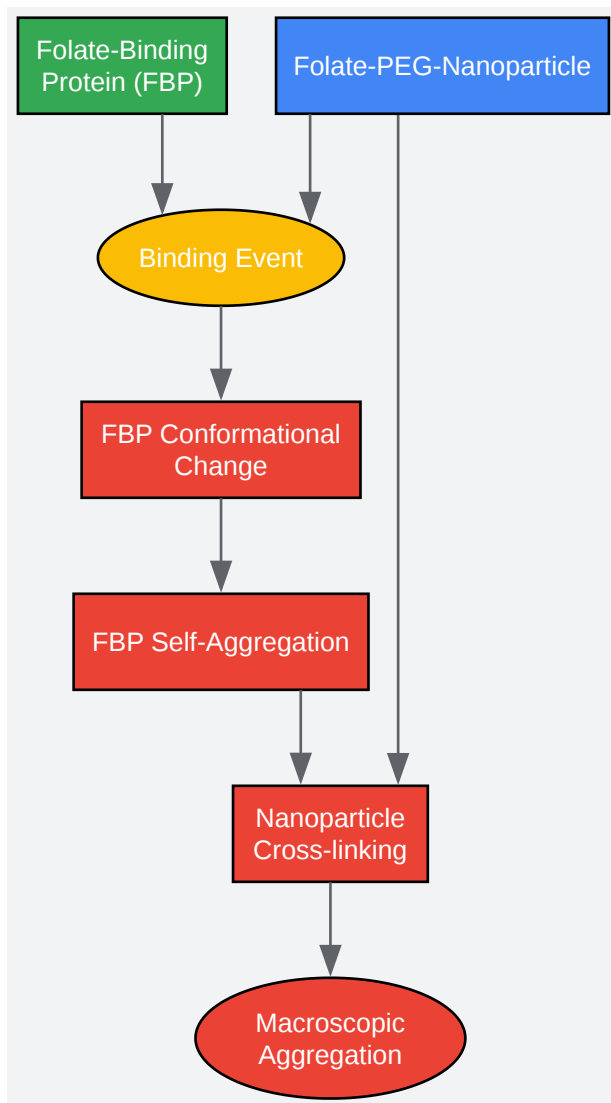 Folate-Binding
Protein (FBP)
Folate-PEG-Nanoparticle
Binding Event
FBP Conformational
Change
FBP Self-Aggregation
Nanoparticle
Cross-linking
Macroscopic
Aggregation